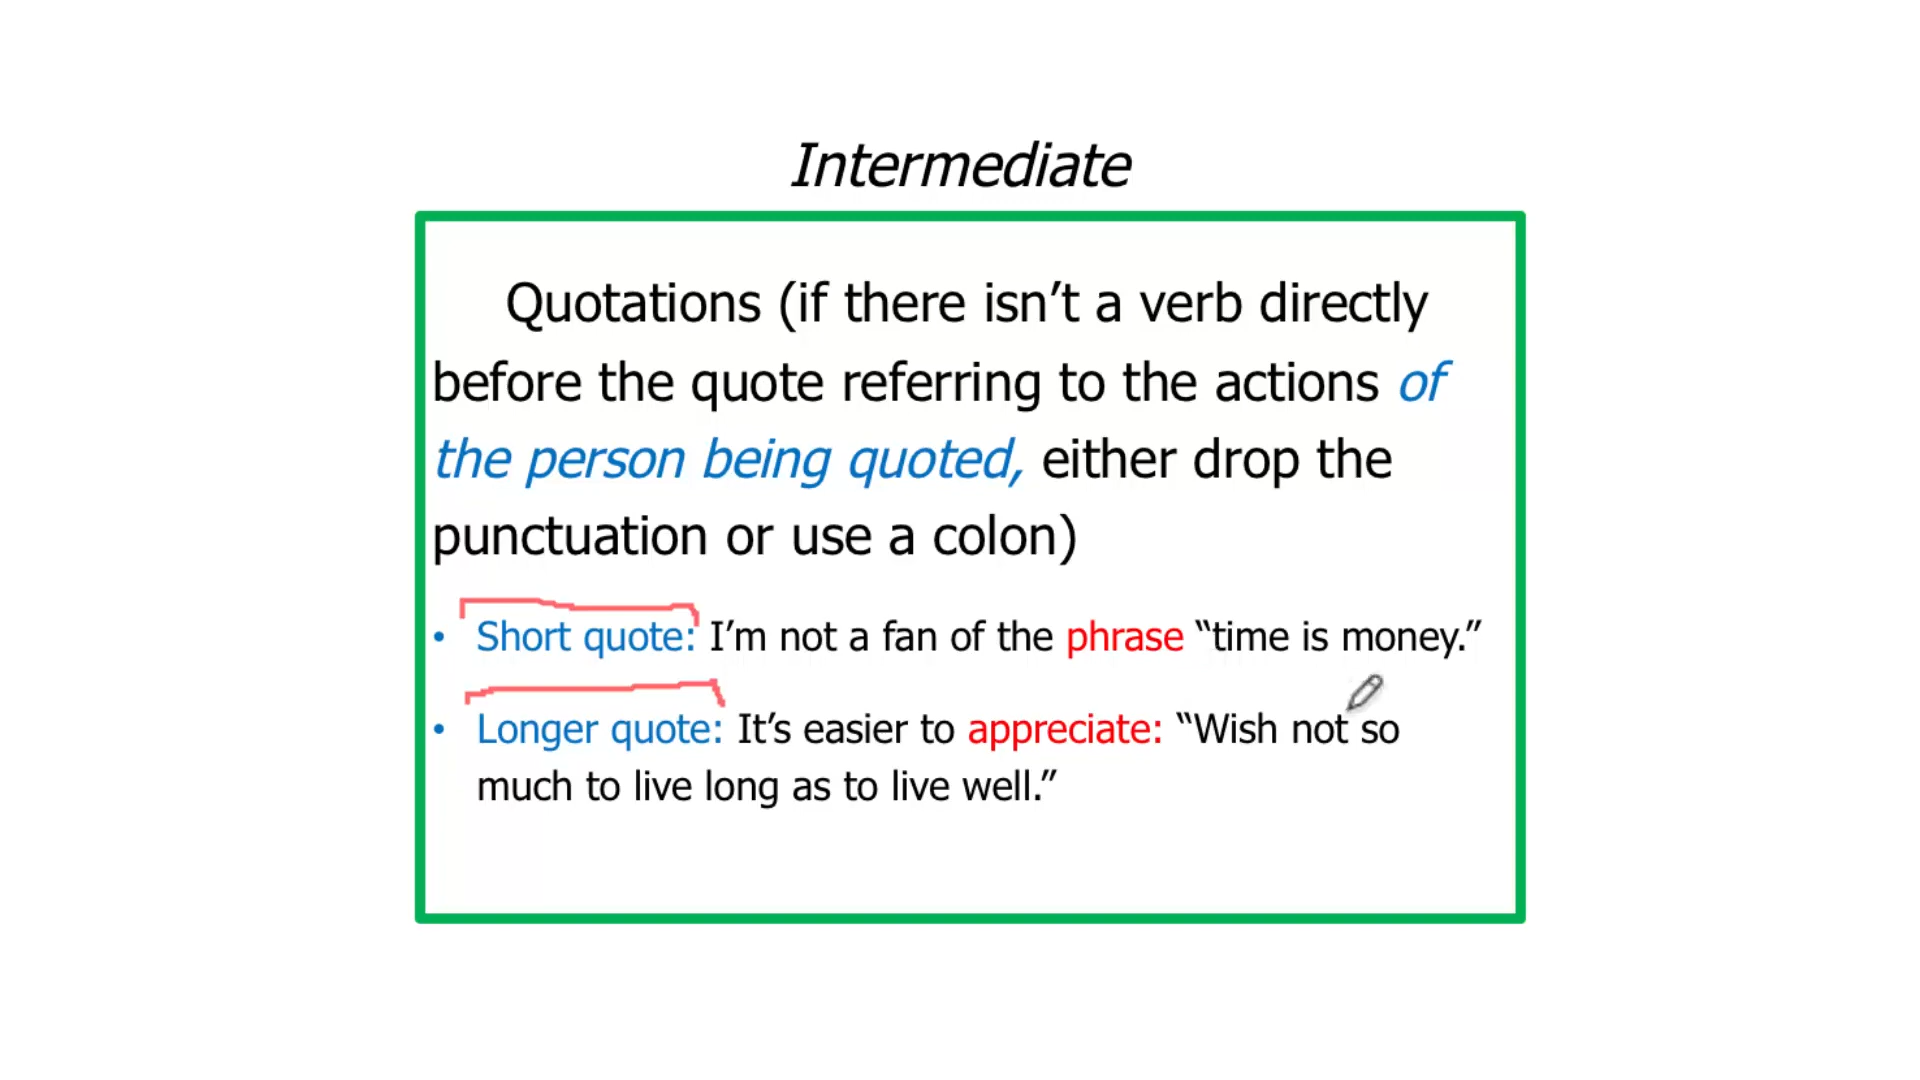 Intermediate
Quotations (if there isn’t a verb directly
before the quote referring to the actions of
the person being quoted, either drop the
punctuation or use a colon)
• Short quote: I’m not a fan of the phrase “time is money.”
• Longer quote: It’s easier to appreciate: “Wish not so
much to live long as to live well.”